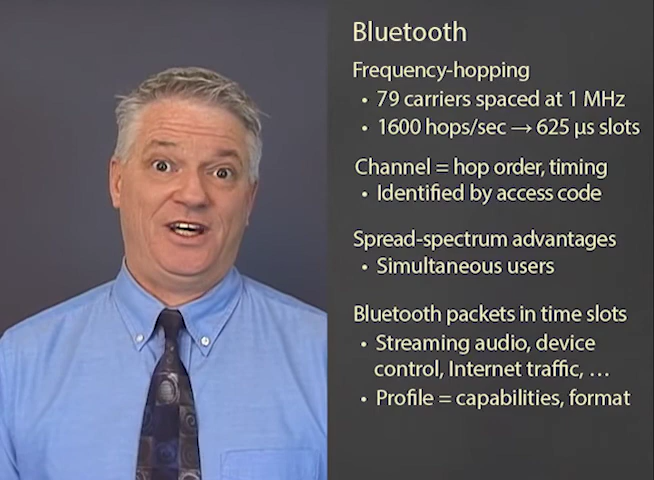 Bluetooth
Frequency-hopping
• 79 carriers spaced at 1 MHz
• 1600 hops/sec → 625 µs slots
Channel = hop order, timing
• Identified by access code
Spread-spectrum advantages
• Simultaneous users
Bluetooth packets in time slots
• Streaming audio, device
control, Internet traffic, …
• Profile = capabilities, format